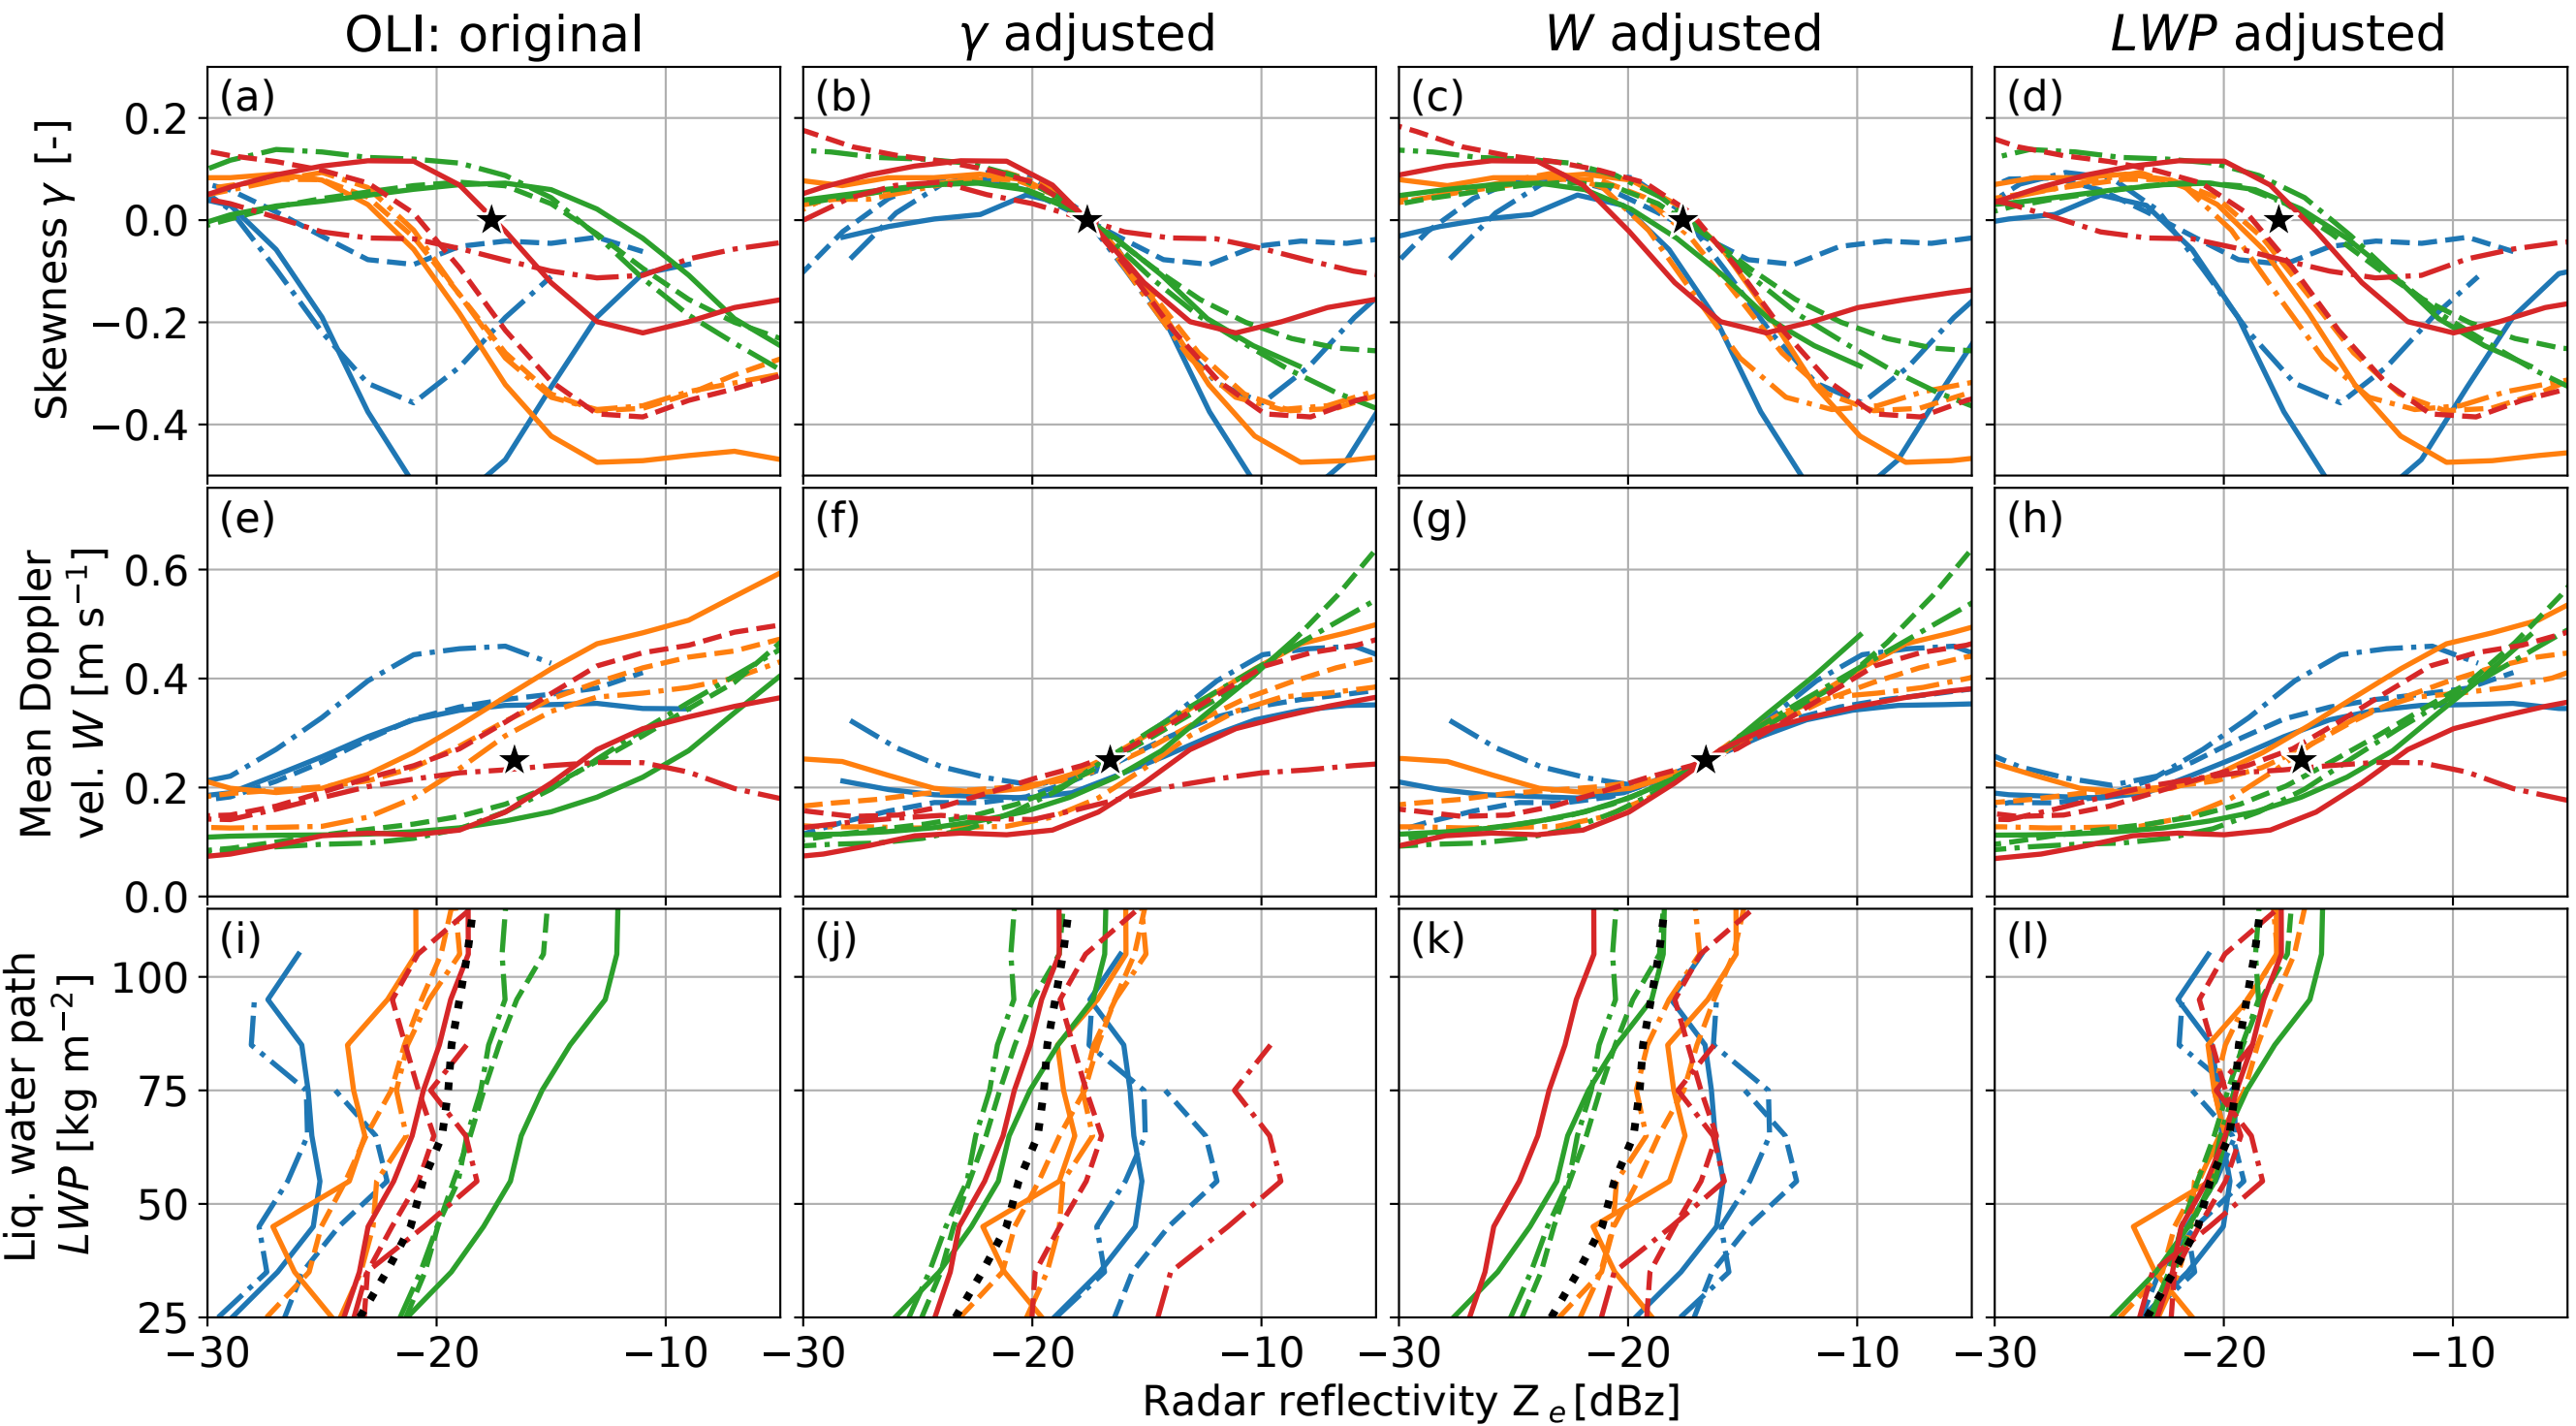 OLI: original
γ adjusted
W adjusted
LWP adjusted
(a)
(b)
(c)
(d)
Skewness γ [-]
0.2
0.0
−0.2
−0.4
(e)
(f)
(g)
(h)
Mean Doppler
vel. W [m s−1]
0.6
0.4
0.2
0.0
(i)
(j)
(k)
(l)
Liq. water path
LWP [kg m−2]
100
75
50
25
−30
−20
−10
−30
−20
−10
−30
−20
−10
−30
−20
−10
Radar reflectivity Z e [dBz]